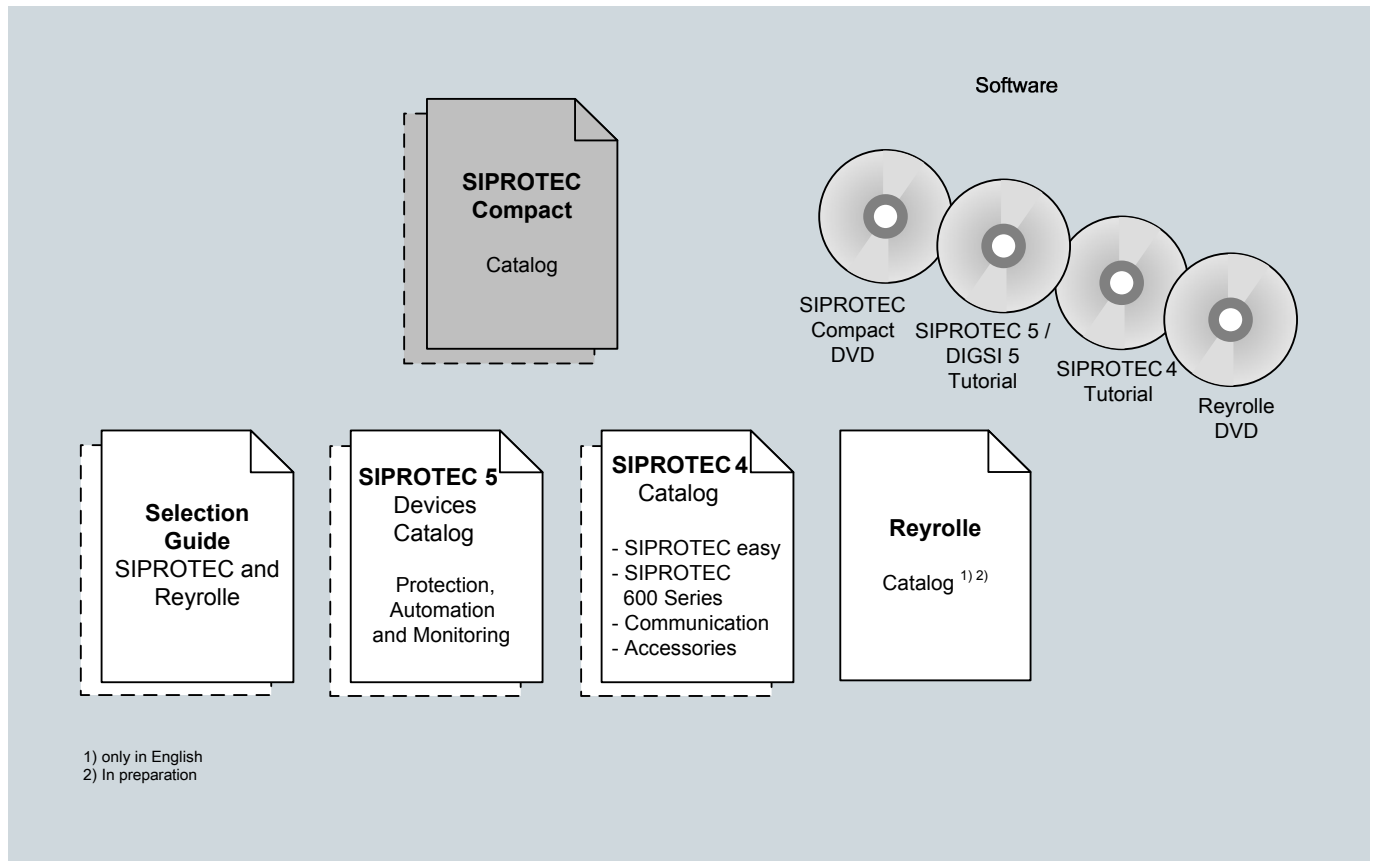 Software
SIPROTEC
Compact
Catalog
SIPROTEC
Compact
DVD
SIPROTEC 5 /
DIGSI 5
Tutorial
SIPROTEC 4
Tutorial
Reyrolle
DVD
Selection
Guide
SIPROTEC and
Reyrolle
SIPROTEC 5
Devices
Catalog
Protection,
Automation
and Monitoring
SIPROTEC 4
Catalog
- SIPROTEC easy
- SIPROTEC
600 Series
- Communication
- Accessories
Reyrolle
Catalog 1) 2)
1) only in English
2) In preparation